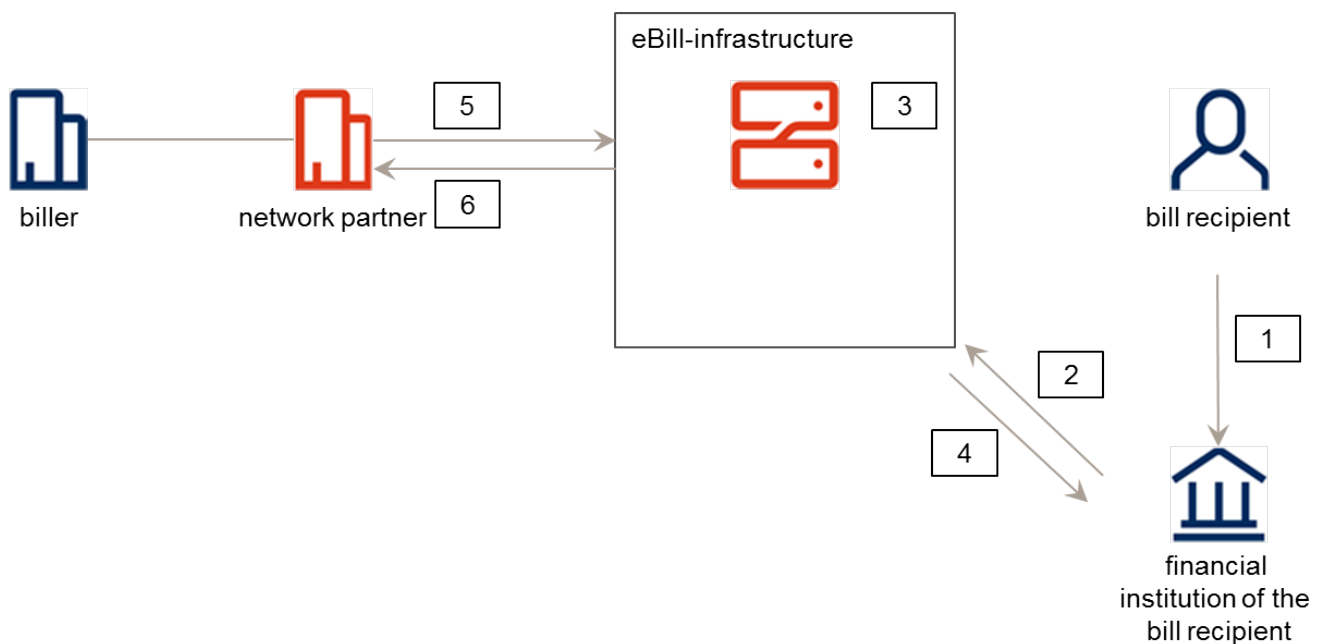 eBill-infrastructure
5
3
biller
network partner
6
bill recipient
1
2
4
financial
institution of the
bill recipient